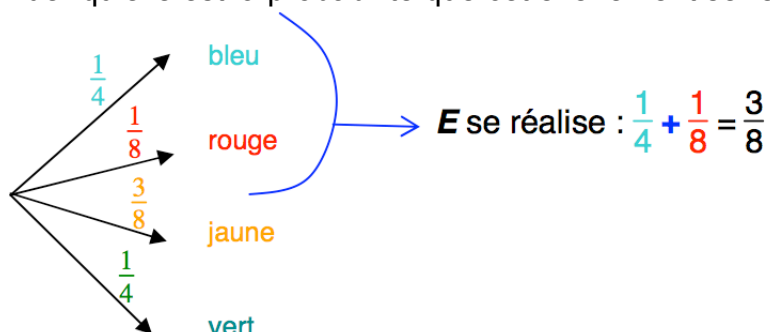 1/4 bleu
1/8 rouge
E se réalise : 1/4 + 1/8 = 3/8
3/8 jaune
1/4 vert